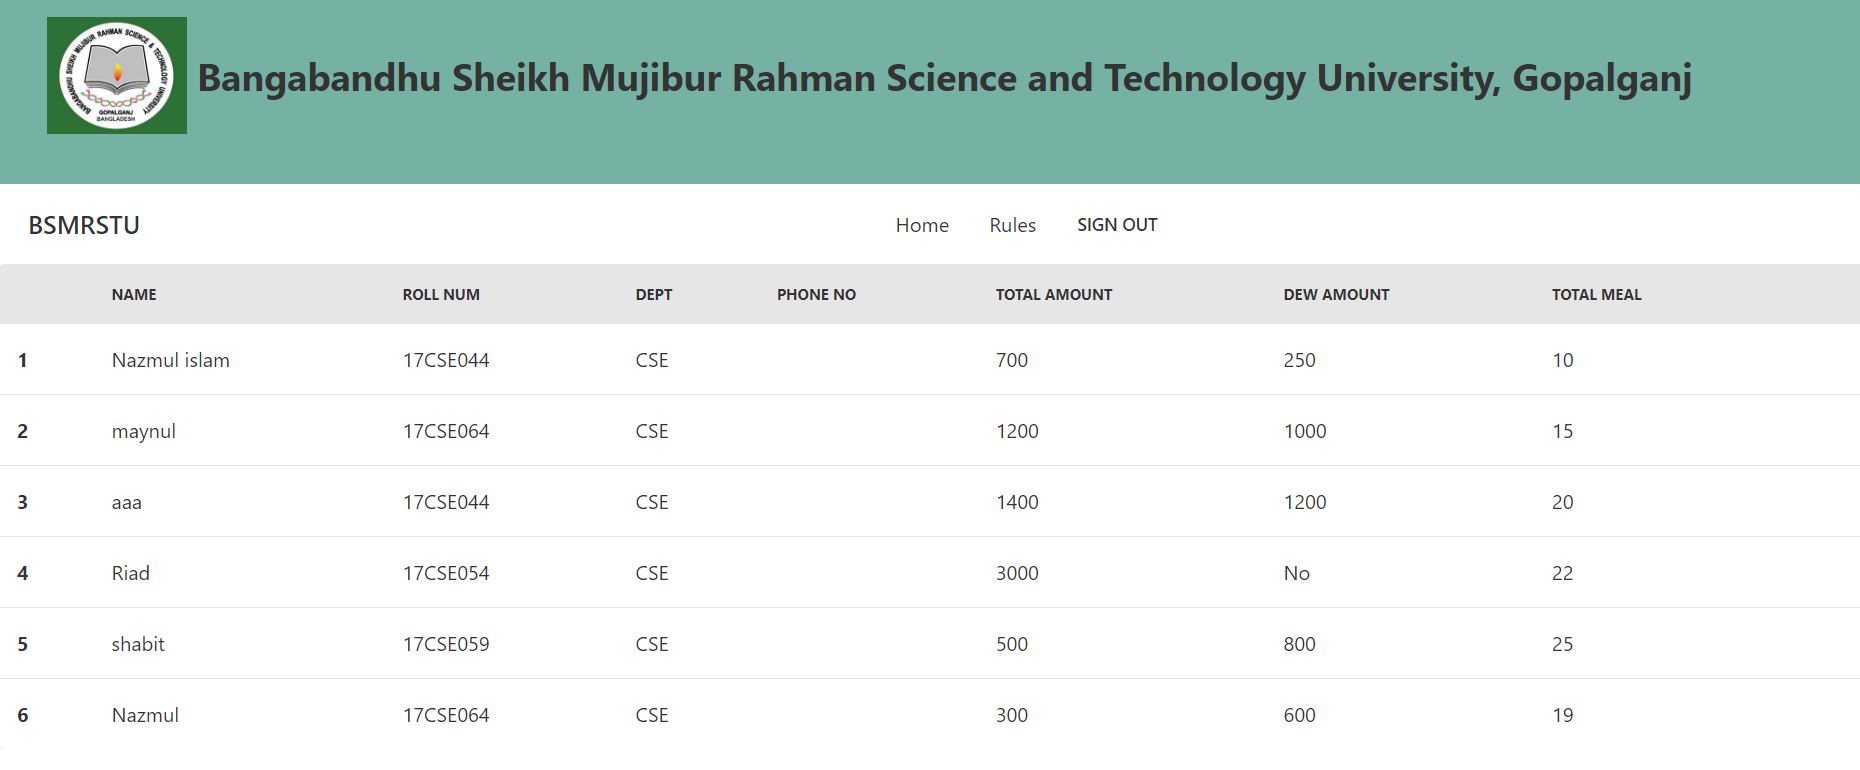 BANGABANDHU SHEIKH MUJIBUR RAHMAN SCIENCE & TECHNOLOGY UNIVERSITY
GOPALGANJ
BANGLADESH
Bangabandhu Sheikh Mujibur Rahman Science and Technology University, Gopalganj
BSMRSTU Home Rules SIGN OUT
NAME ROLL NUM DEPT PHONE NO TOTAL AMOUNT DEW AMOUNT TOTAL MEAL
1 Nazmul islam 17CSE044 CSE 700 250 10
2 maynul 17CSE064 CSE 1200 1000 15
3 aaa 17CSE044 CSE 1400 1200 20
4 Riad 17CSE054 CSE 3000 No 22
5 shabit 17CSE059 CSE 500 800 25
6 Nazmul 17CSE064 CSE 300 600 19